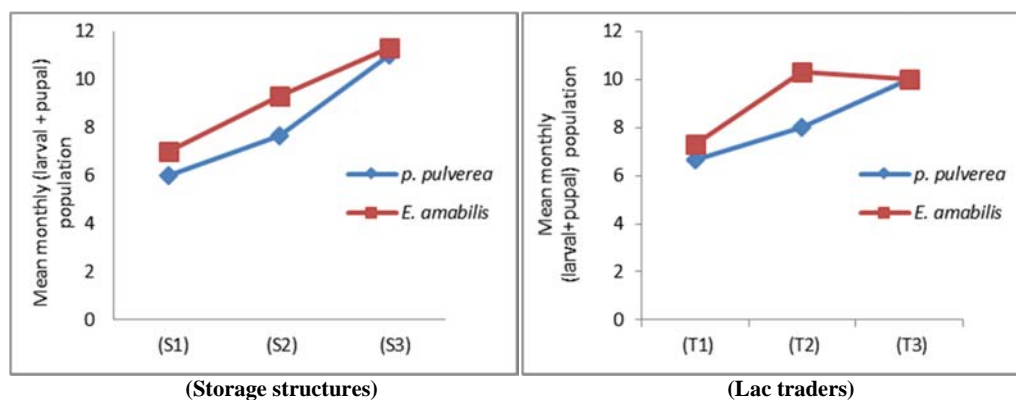 Mean monthly (larval + pupal)
population
12
10
8
6
4
2
0
(S1) (S2) (S3)
p. pulverea
E. amabilis
(Storage structures)
Mean monthly
(larval+pupal) population
12
10
8
6
4
2
0
(T1) (T2) (T3)
p. pulverea
E. amabilis
(Lac traders)